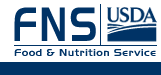 FNS USDA
Food & Nutrition Service